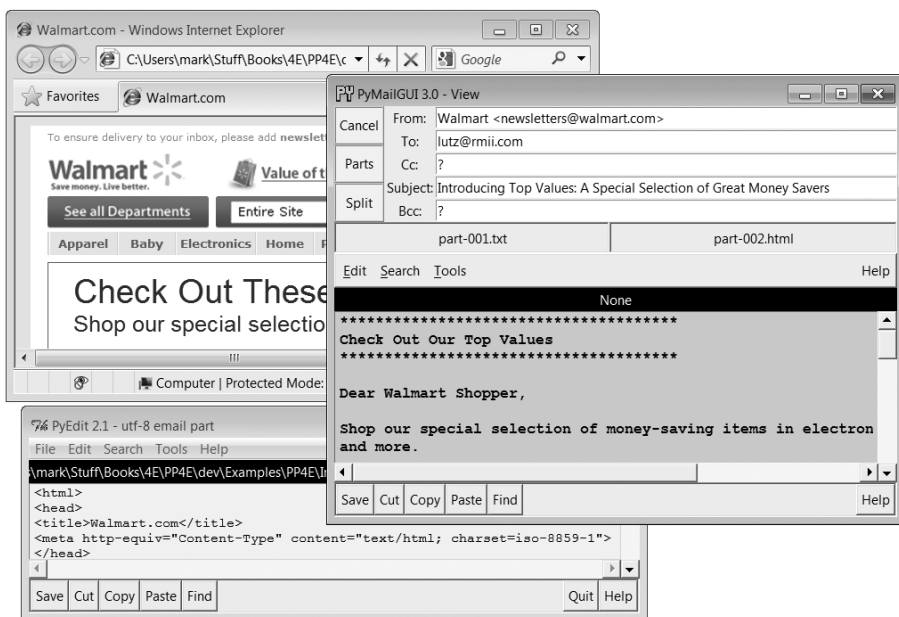 Walmart.com - Windows Internet Explorer
C:\Users\mark\Stuff\Books\4E\PP4E\c
Google
Favorites
Walmart.com
To ensure delivery to your inbox, please add
Walmart
Save money. Live better.
Value of t
See all Departments
Entire Site
Apparel Baby Electronics Home
Check Out These
Shop our special selectio
Computer | Protected Mode:
PyMailGUI 3.0 - View
Cancel
Parts
Split
From: Walmart <newsletters@walmart.com>
To: lutz@rmii.com
Cc: ?
Subject: Introducing Top Values: A Special Selection of Great Money Savers
Bcc: ?
part-001.txt
part-002.html
Edit Search Tools Help
None
****************************************
Check Out Our Top Values
****************************************
Dear Walmart Shopper,
Shop our special selection of money-saving items in electron
and more.
Save Cut Copy Paste Find Help
PyEdit 2.1 - utf-8 email part
File Edit Search Tools Help
\mark\Stuff\Books\4E\PP4E\dev\Examples\PP4E\In
<html>
<head>
<title>Walmart.com</title>
<meta http-equiv="Content-Type" content="text/html; charset=iso-8859-1">
</head>
Save Cut Copy Paste Find Quit Help